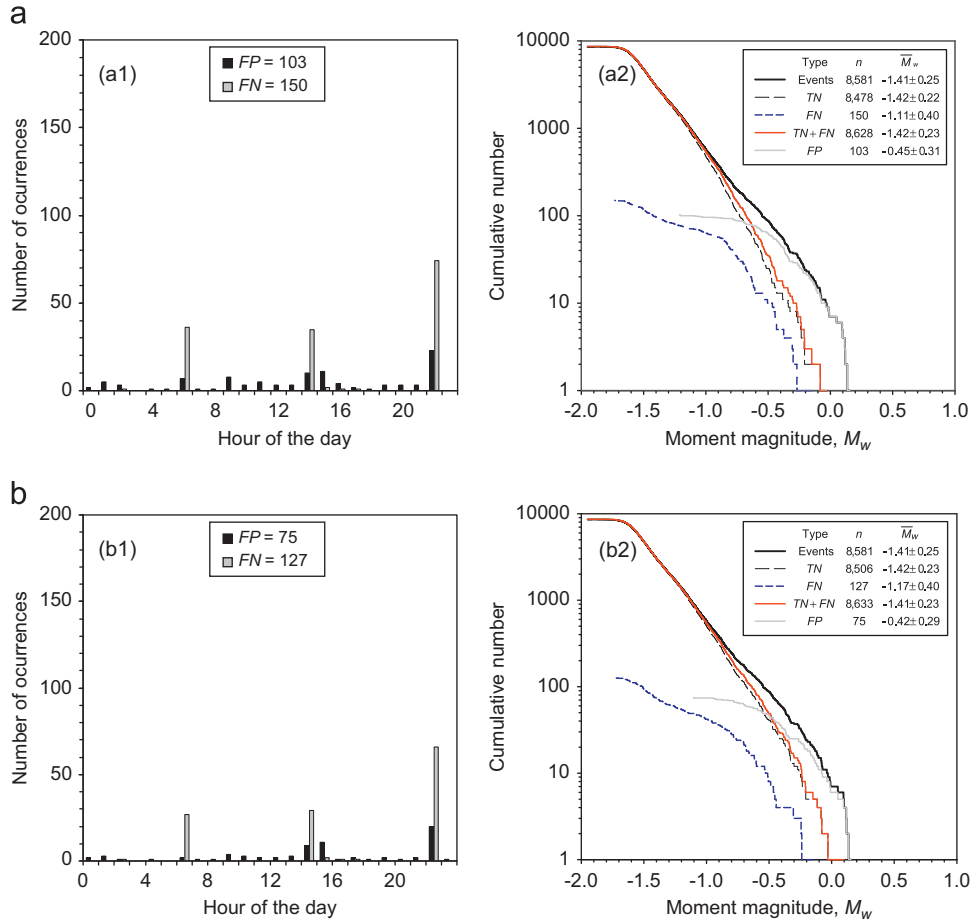 a
200
150
100
50
0
Number of ocurrences
(a1)
FP = 103
FN = 150
0 4 8 12 14 16 20
Hour of the day
10000
1000
100
10
1
Cumulative number
(a2)
Type n M̅w
Events 8,581 -1.41±0.25
TN 8,478 -1.42±0.22
FN 150 -1.11±0.40
TN+FN 8,628 -1.42±0.23
FP 103 -0.45±0.31
-2.0 -1.5 -1.0 -0.5 0.0 0.5 1.0
Moment magnitude, Mw
b
200
150
100
50
0
Number of ocurrences
(b1)
FP = 75
FN = 127
0 4 8 12 14 16 20
Hour of the day
10000
1000
100
10
1
Cumulative number
(b2)
Type n M̅w
Events 8,581 -1.41±0.25
TN 8,506 -1.42±0.23
FN 127 -1.17±0.40
TN+FN 8,633 -1.41±0.23
FP 75 -0.42±0.29
-2.0 -1.5 -1.0 -0.5 0.0 0.5 1.0
Moment magnitude, Mw